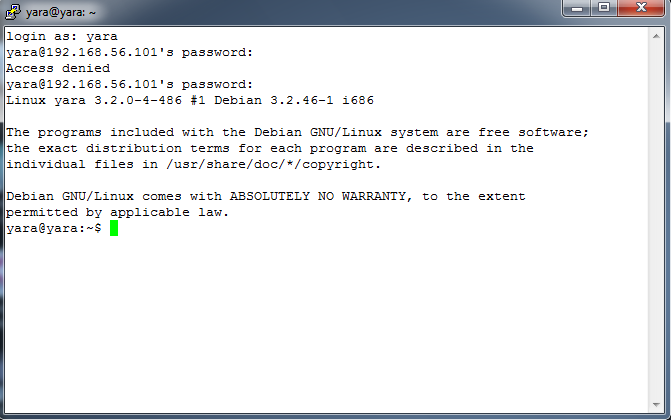 yara@yara: ~
login as: yara
yara@192.168.56.101's password:
Access denied
yara@192.168.56.101's password:
Linux yara 3.2.0-4-486 #1 Debian 3.2.46-1 i686
The programs included with the Debian GNU/Linux system are free software;
the exact distribution terms for each program are described in the
individual files in /usr/share/doc/*/copyright.
Debian GNU/Linux comes with ABSOLUTELY NO WARRANTY, to the extent
permitted by applicable law.
yara@yara:~$